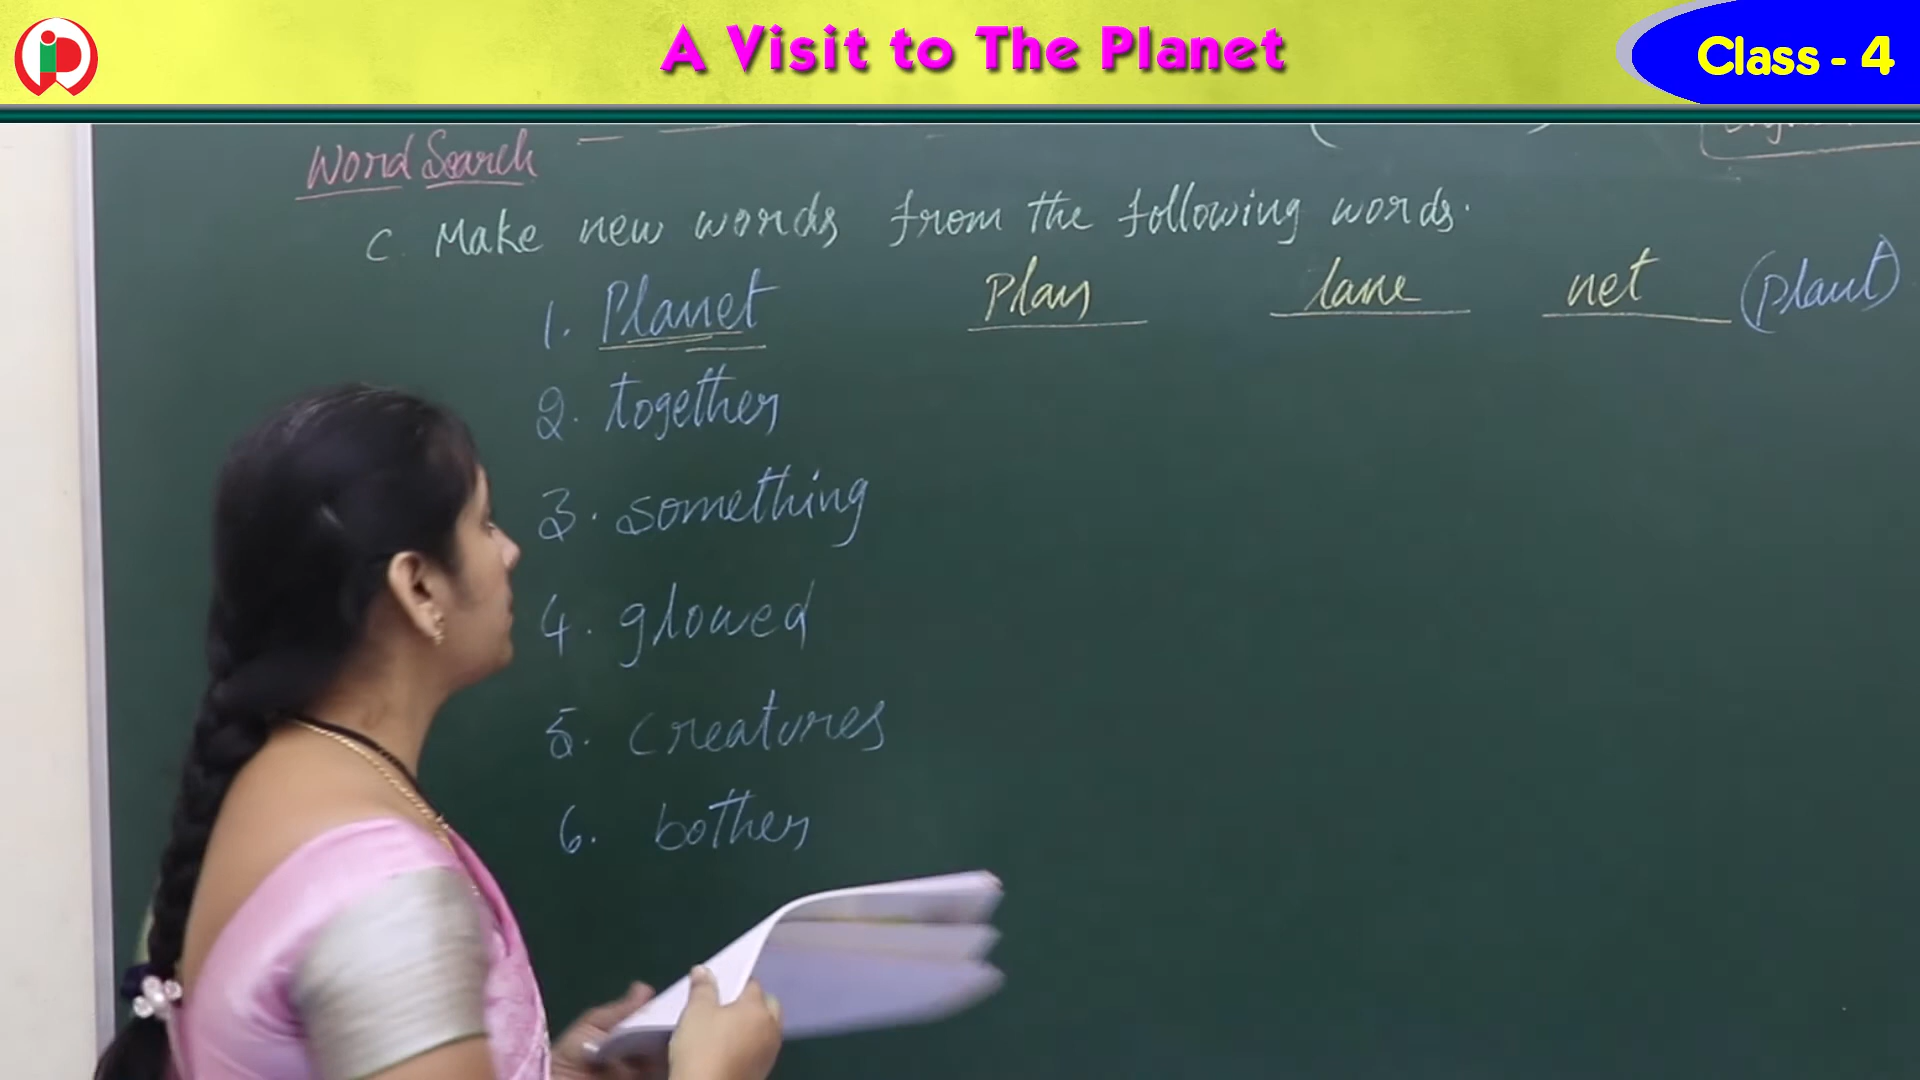 A Visit to The Planet
Class - 4
Word Search
C. Make new words from the following words.
1. Planet Plan lane net (plant)
2. together
3. something
4. glowed
5. creatures
6. bother